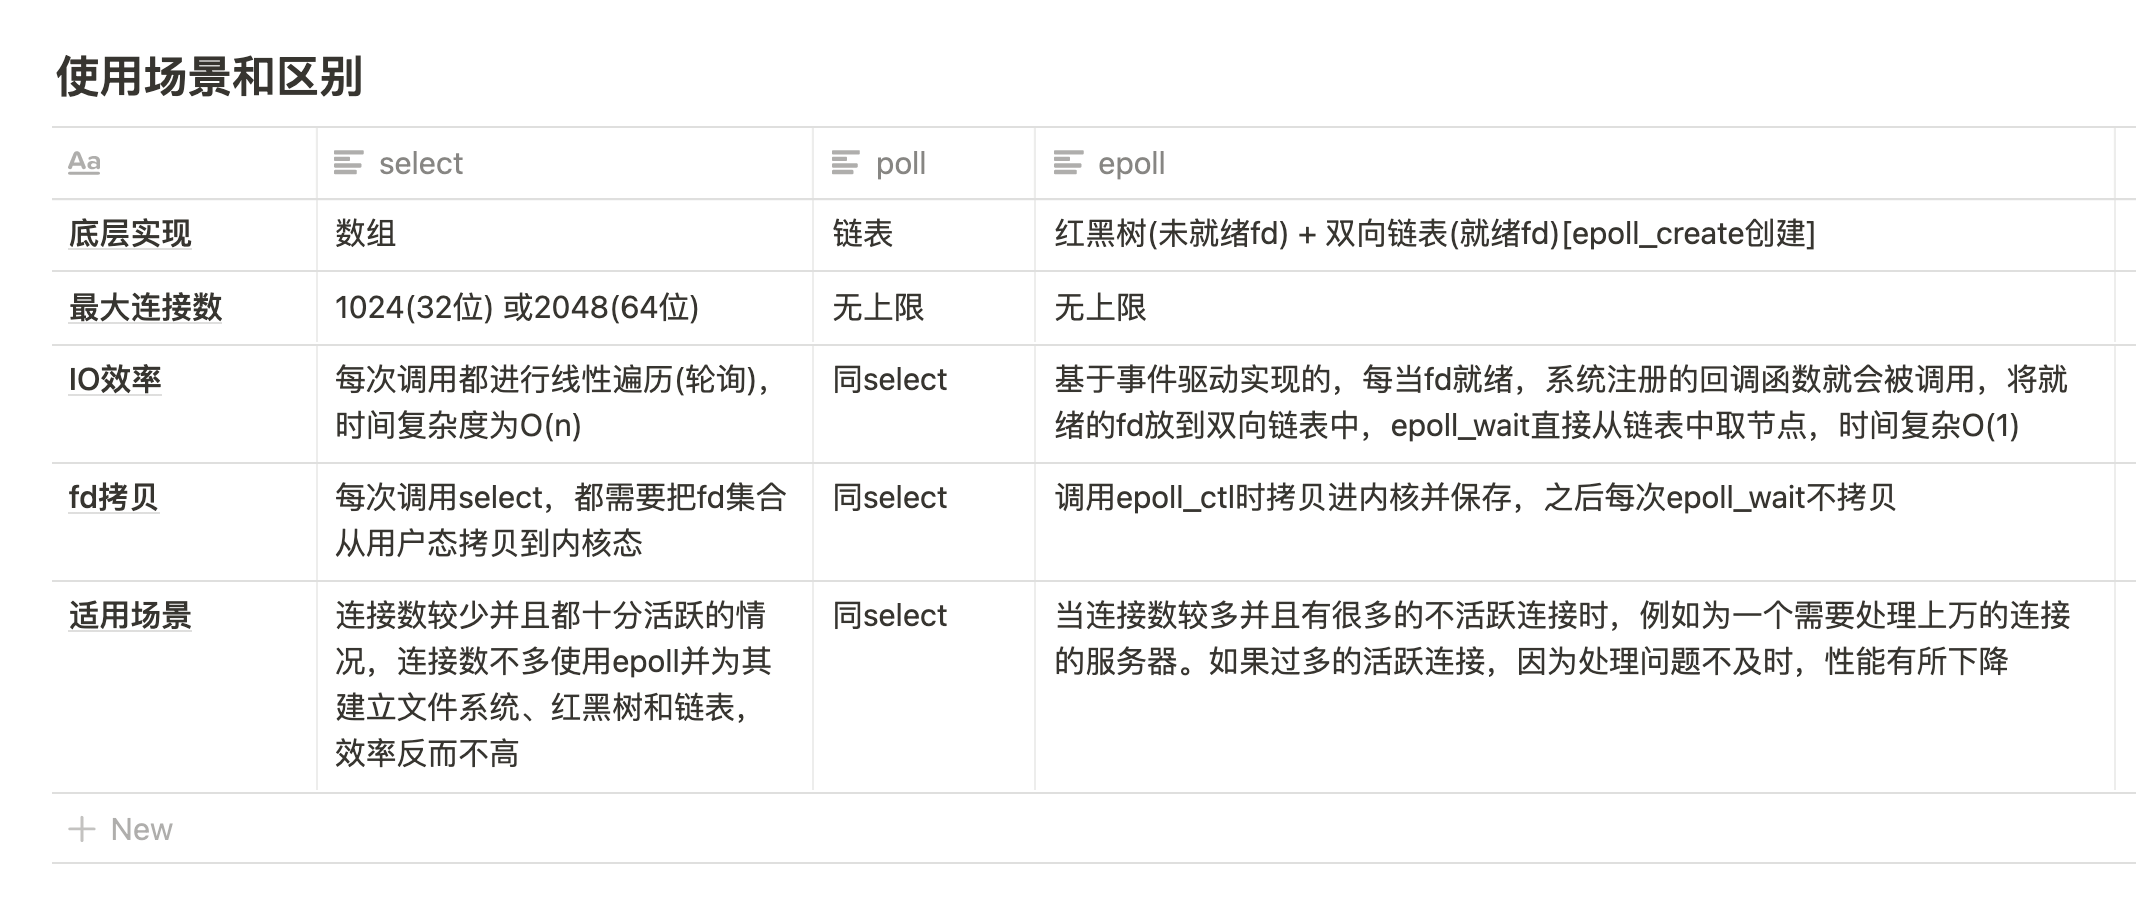 使用场景和区别
Aa
select
poll
epoll
底层实现
数组
链表
红黑树(未就绪fd) + 双向链表(就绪fd)[epoll_create创建]
最大连接数
1024(32位) 或2048(64位)
无上限
无上限
IO效率
每次调用都进行线性遍历(轮询)，
时间复杂度为O(n)
同select
基于事件驱动实现的，每当fd就绪，系统注册的回调函数就会被调用，将就
绪的fd放到双向链表中，epoll_wait直接从链表中取节点，时间复杂O(1)
fd拷贝
每次调用select，都需要把fd集合
从用户态拷贝到内核态
同select
调用epoll_ctl时拷贝进内核并保存，之后每次epoll_wait不拷贝
适用场景
连接数较少并且都十分活跃的情
况，连接数不多使用epoll并为其
建立文件系统、红黑树和链表，
效率反而不高
同select
当连接数较多并且有很多的不活跃连接时，例如为一个需要处理上万的连接
的服务器。如果过多的活跃连接，因为处理问题不及时，性能有所下降
New